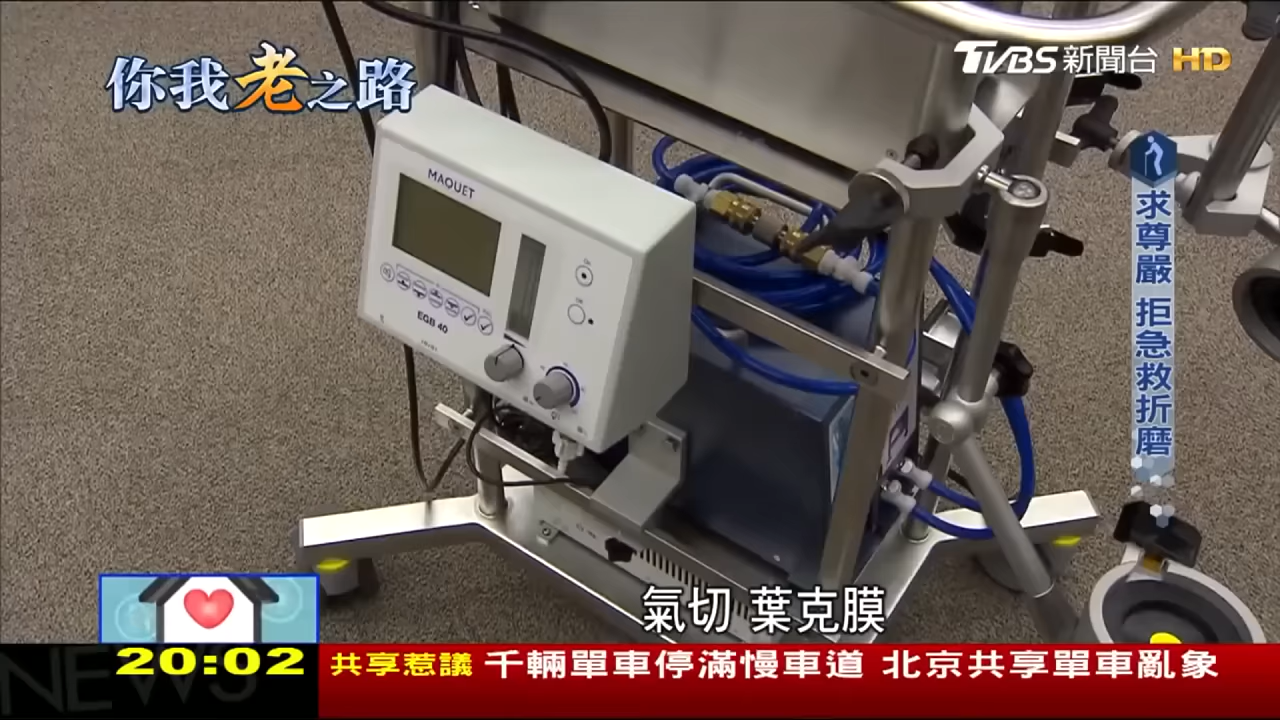 你我老之路
TVBS新聞台 HD
求尊嚴 拒急救折磨
MAQUET
EGB 40
氣切 葉克膜
NEWS
20:02
共享惹議 千輛單車停滿慢車道 北京共享單車亂象